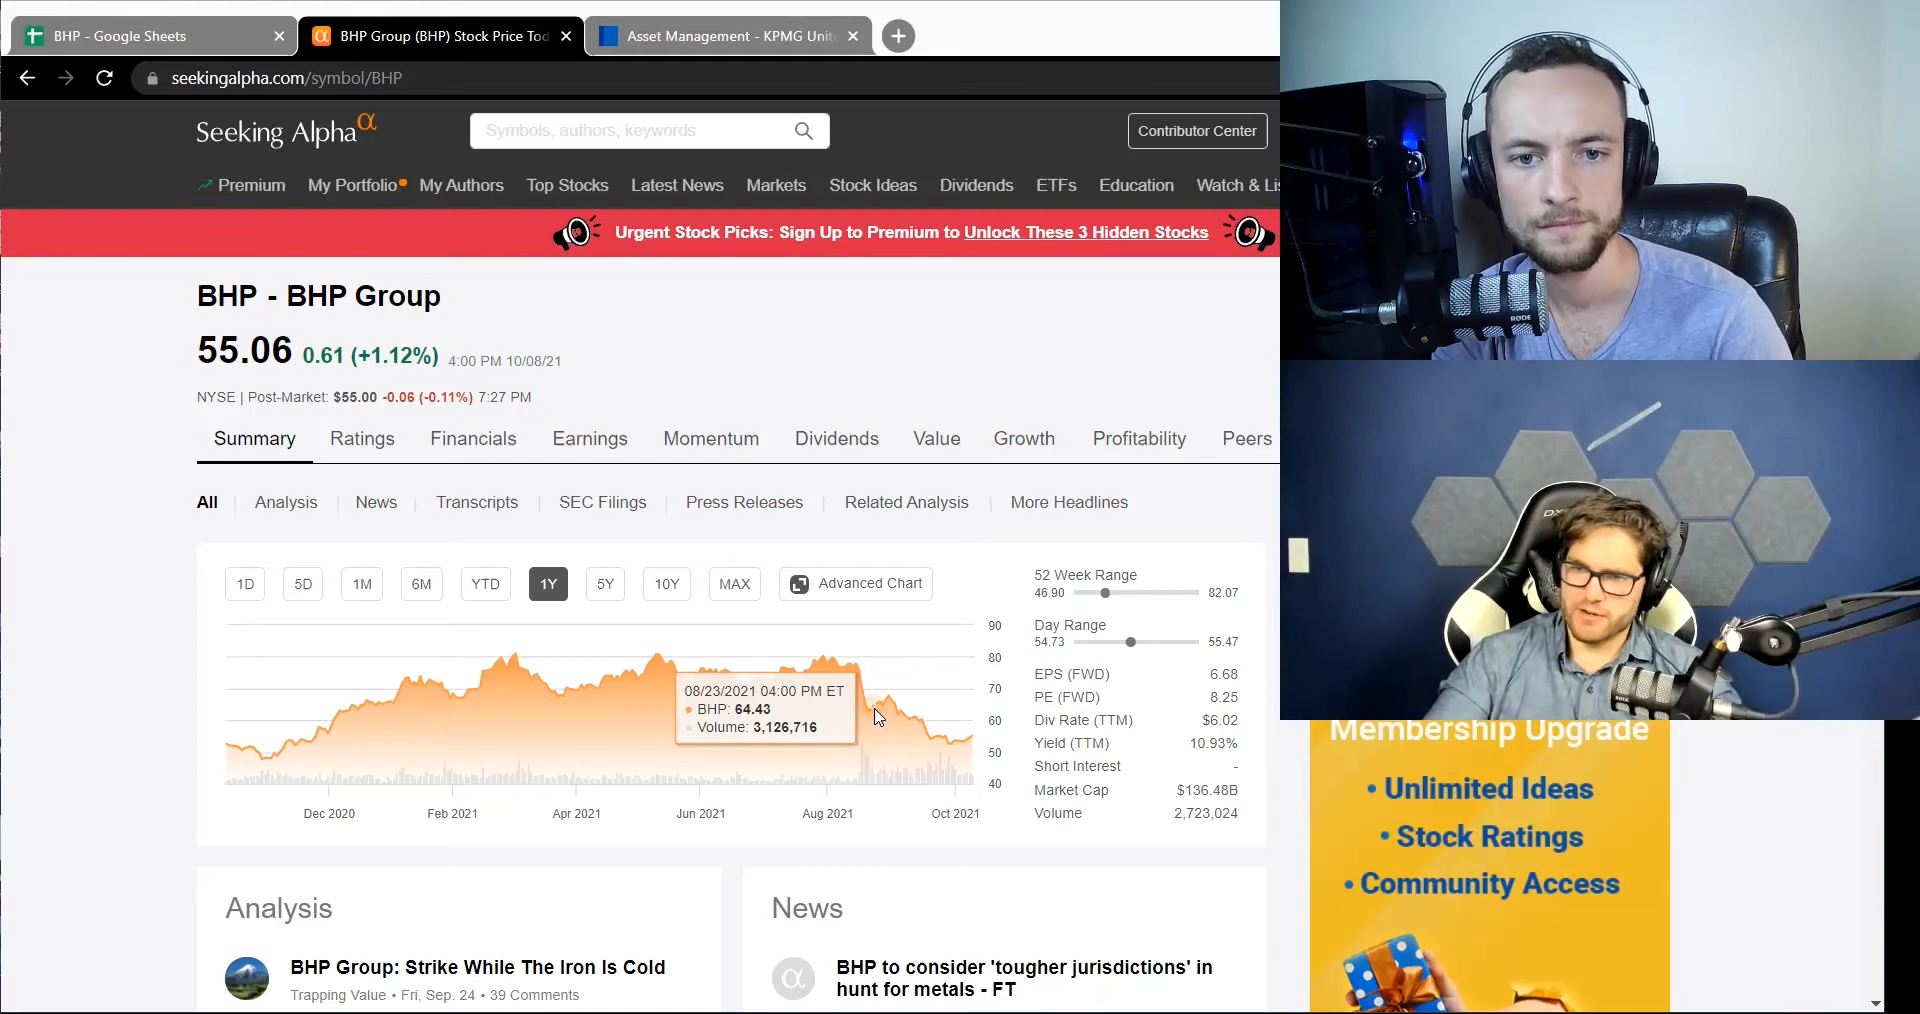 BHP - Google Sheets
BHP Group (BHP) Stock Price Tod
Asset Management - KPMG Unit
seekingalpha.com/symbol/BHP
Seeking Alpha α
Symbols, authors, keywords
Contributor Center
Premium My Portfolio My Authors Top Stocks Latest News Markets Stock Ideas Dividends ETFs Education Watch & Lis
Urgent Stock Picks: Sign Up to Premium to Unlock These 3 Hidden Stocks
BHP - BHP Group
55.06 0.61 (+1.12%) 4:00 PM 10/08/21
NYSE | Post-Market: $55.00 -0.06 (-0.11%) 7:27 PM
Summary Ratings Financials Earnings Momentum Dividends Value Growth Profitability Peers
All Analysis News Transcripts SEC Filings Press Releases Related Analysis More Headlines
1D 5D 1M 6M YTD 1Y 5Y 10Y MAX Advanced Chart
90
80
70
60
50
40
08/23/2021 04:00 PM ET
BHP: 64.43
Volume: 3,126,716
Dec 2020 Feb 2021 Apr 2021 Jun 2021 Aug 2021 Oct 2021
52 Week Range
46.90 82.07
Day Range
54.73 55.47
EPS (FWD) 6.68
PE (FWD) 8.25
Div Rate (TTM) $6.02
Yield (TTM) 10.93%
Short Interest -
Market Cap $136.48B
Volume 2,723,024
Analysis
BHP Group: Strike While The Iron Is Cold
Trapping Value • Fri, Sep. 24 • 39 Comments
News
α
BHP to consider 'tougher jurisdictions' in
hunt for metals - FT
RØDE
DX
Membership Upgrade
• Unlimited Ideas
• Stock Ratings
• Community Access